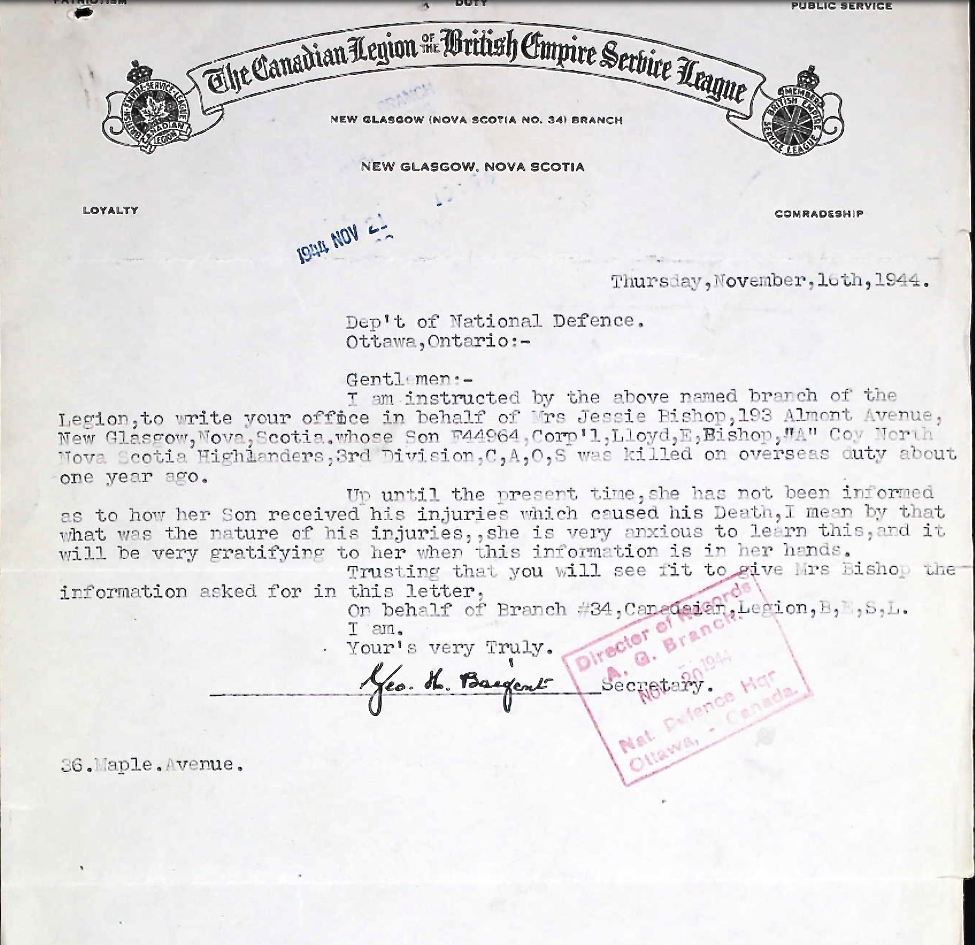 DUTY
PUBLIC SERVICE
The Canadian Legion OF THE British Empire Service League
BRANCH
NEW GLASGOW (NOVA SCOTIA NO. 34) BRANCH
NEW GLASGOW, NOVA SCOTIA
LOYALTY
COMRADESHIP
1944 NOV 21
Thursday,November,16th,1944.
Dep't of National Defence.
Ottawa,Ontario:-
Gentlemen:-
I am instructed by the above named branch of the
Legion,to write your office in behalf of Mrs Jessie Bishop,193 Almont Avenue,
New Glasgow,Nova,Scotia.whose Son F44964,Corp'l,Lloyd,E,Bishop,"A" Coy North
Nova Scotia Highlanders,3rd Division,C,A,O,S was killed on overseas duty about
one year ago.
Up until the present time,she has not been informed
as to how her Son received his injuries which caused his Death,I mean by that
what was the nature of his injuries,,she is very anxious to learn this,and it
will be very gratifying to her when this information is in her hands.
Trusting that you will see fit to give Mrs Bishop the
information asked for in this letter,
On behalf of Branch #34,Canadaian,Legion,B,E,S,L.
I am.
Your's very Truly.
Geo. H. Bargent Secretary.
Director of Records
A. G. Branch.
NOV 20 1944
Nat Defence Hqr
Ottawa, - Canada.
36.Maple.Avenue.